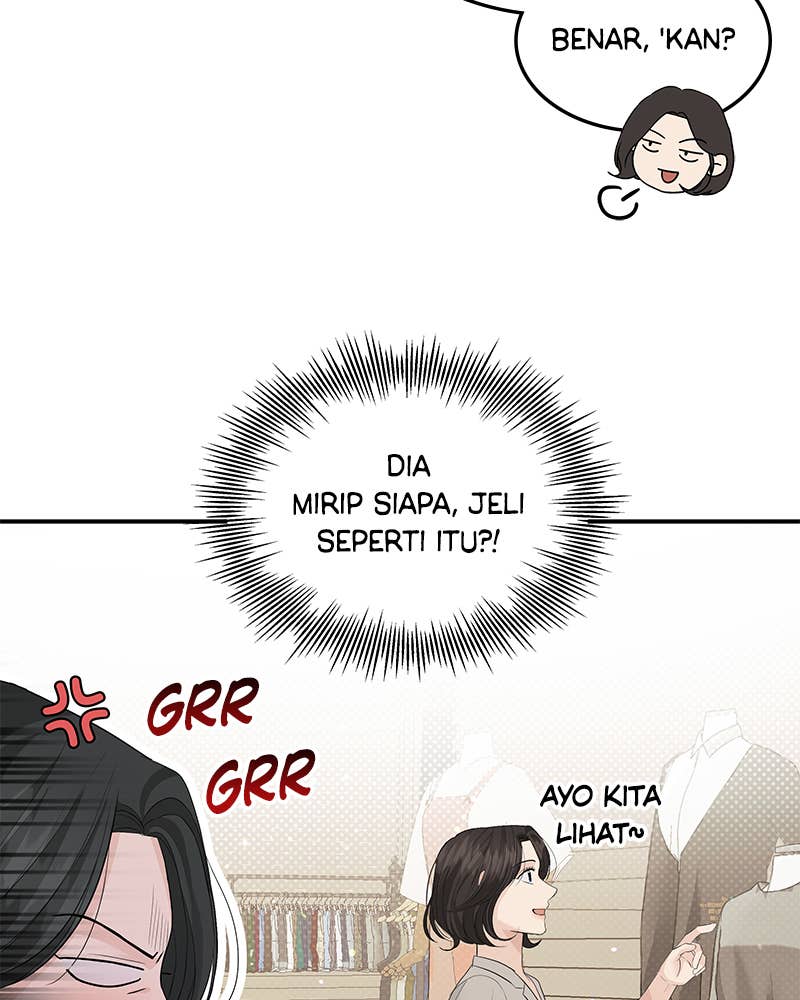 BENAR, 'KAN?
DIA
MIRIP SIAPA, JELI
SEPERTI ITU?!
GRR
GRR
AYO KITA
LIHAT~